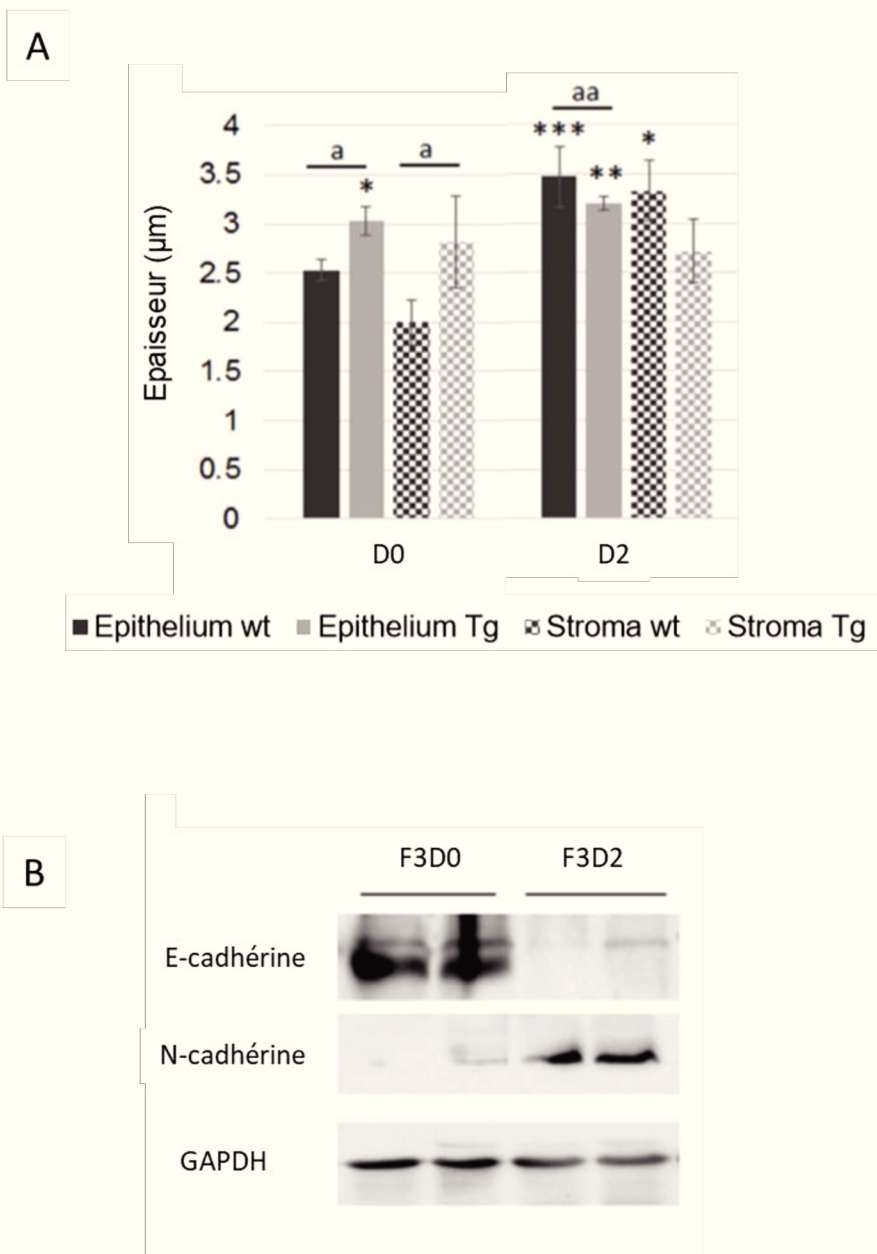 A
aa
4
***
*
3.5
a
a
*
**
3
2.5
2
1.5
1
0.5
0
Epaisseur (µm)
D0
D2
Epithelium wt
Epithelium Tg
Stroma wt
Stroma Tg
B
F3D0
F3D2
E-cadhérine
N-cadhérine
GAPDH